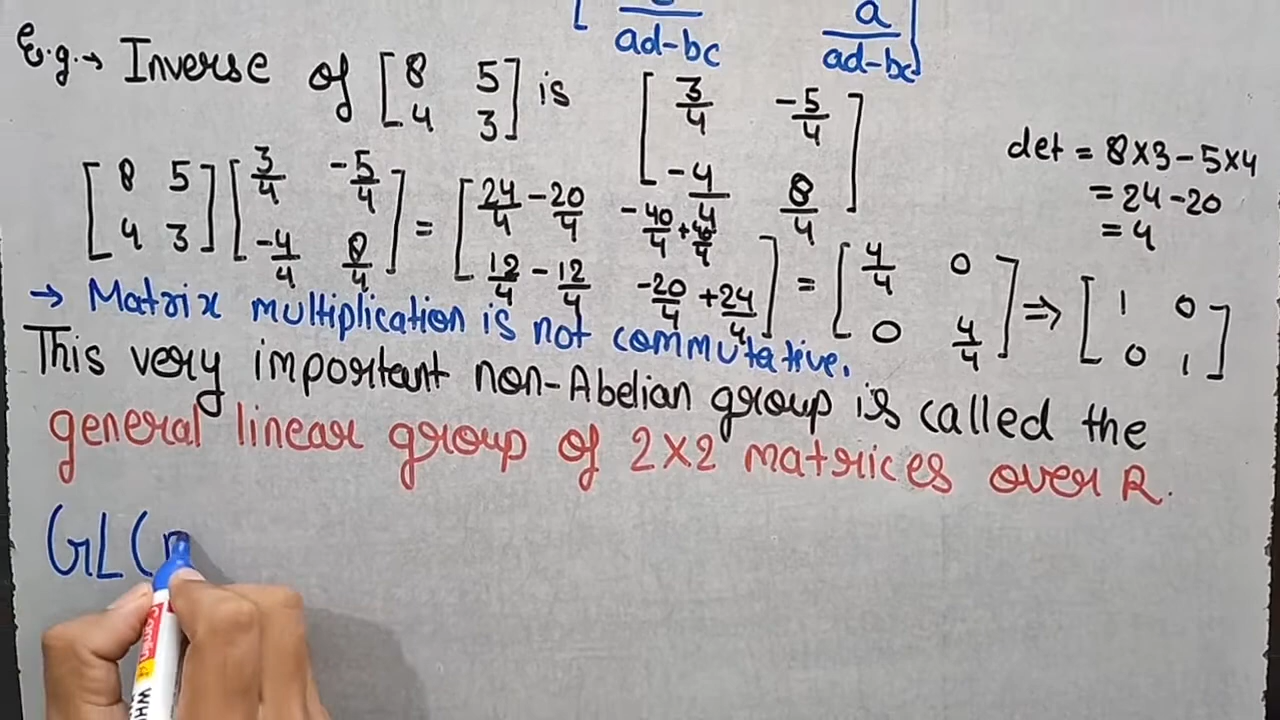 a
ad-bc ad-bc
E.g.→ Inverse of [8 5 4 3] is [3/4 -5/4 -4/4 8/4]
det = 8×3-5×4
= 24-20
= 4
[8 5 4 3] [3/4 -5/4 -4/4 8/4] = [24/4 - 20/4 -40/4 + 40/4 12/4 - 12/4 -20/4 + 24/4] = [4/4 0 0 4/4] ⇒ [1 0 0 1]
→ Matrix multiplication is not commutative.
This very important non-Abelian group is called the
general linear group of 2×2 matrices over R.
GL(
Camlin
WH